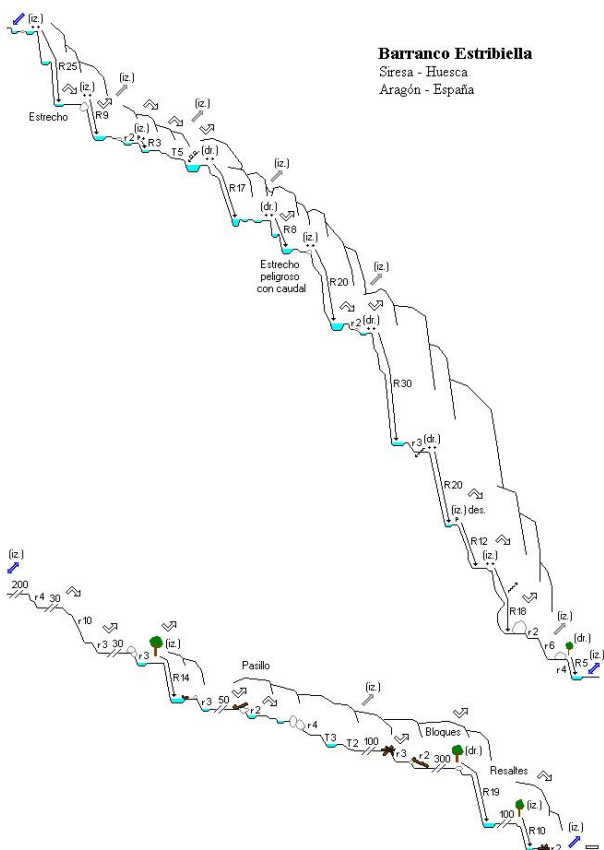 Barranco Estribiella
Siresa - Huesca
Aragón - España
(iz.)
R25
(iz.)
(iz.)
Estrecho
R9
(iz.)
r2
R3
(iz.)
T5
(dr.)
R17
(iz.)
(dr.)
R8
(iz.)
Estrecho
peligroso
con caudal
R20
(iz.)
r2
(dr.)
R30
r3
(dr.)
R20
(iz.) des.
R12
(iz.)
R18
r2
(iz.)
r6
(dr.)
r4
R5
(iz.)
(iz.)
200
r4
30
r10
r3
30
r3
(iz.)
R14
r3
50
Pasillo
r2
r4
(iz.)
T3
T2
100
r3
Bloques
r2
300
(dr.)
R19
Resaltes
100
(iz.)
R10
(iz.)
r2